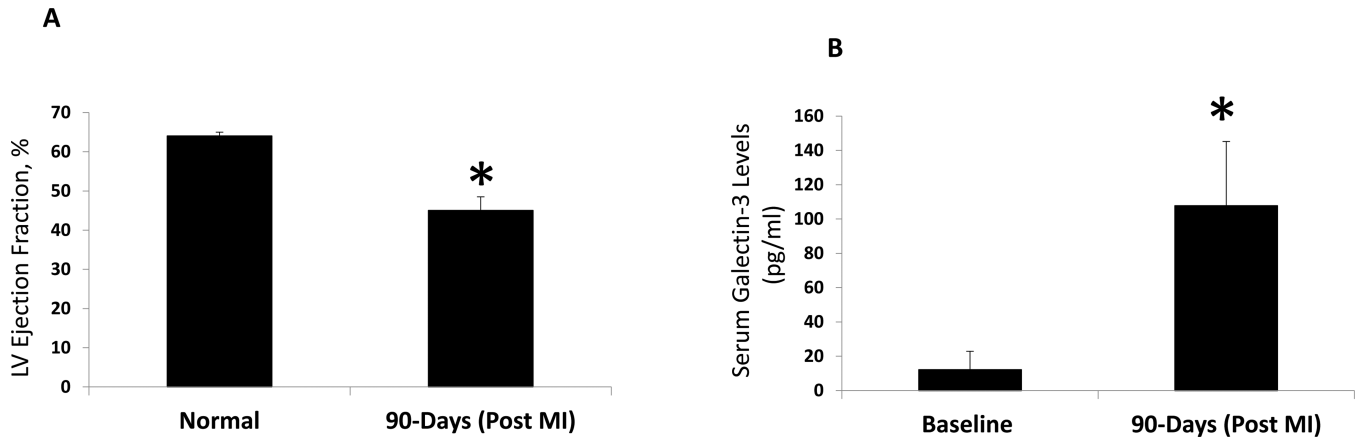 A
LV Ejection Fraction, %
70
60
50
40
30
20
10
0
*
Normal
90-Days (Post MI)
B
Serum Galectin-3 Levels
(pg/ml)
160
140
120
100
80
60
40
20
0
*
Baseline
90-Days (Post MI)